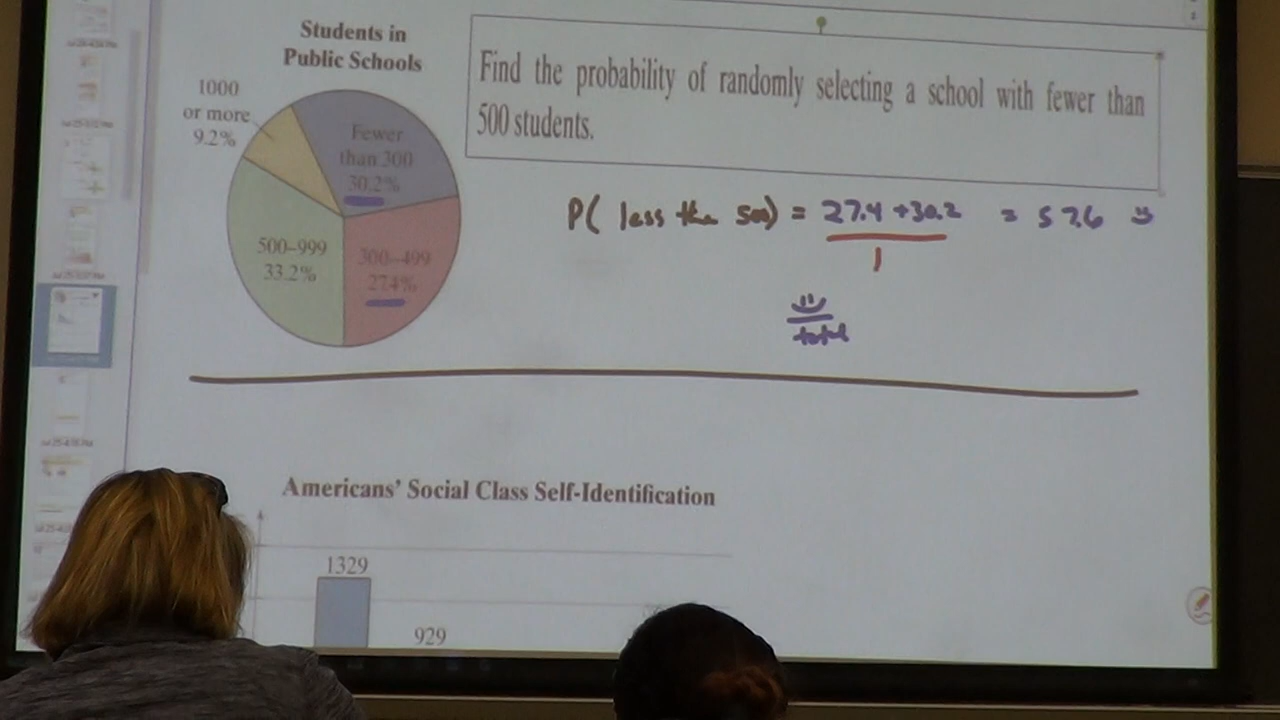 Students in
Public Schools
1000
or more
9.2%
Fewer
than 300
30.2%
500–999
33.2%
300–499
27.4%
Find the probability of randomly selecting a school with fewer than
500 students.
P( less the 500) = 27.4 +30.2 = 57.6
1
total
Americans' Social Class Self-Identification
1329
929